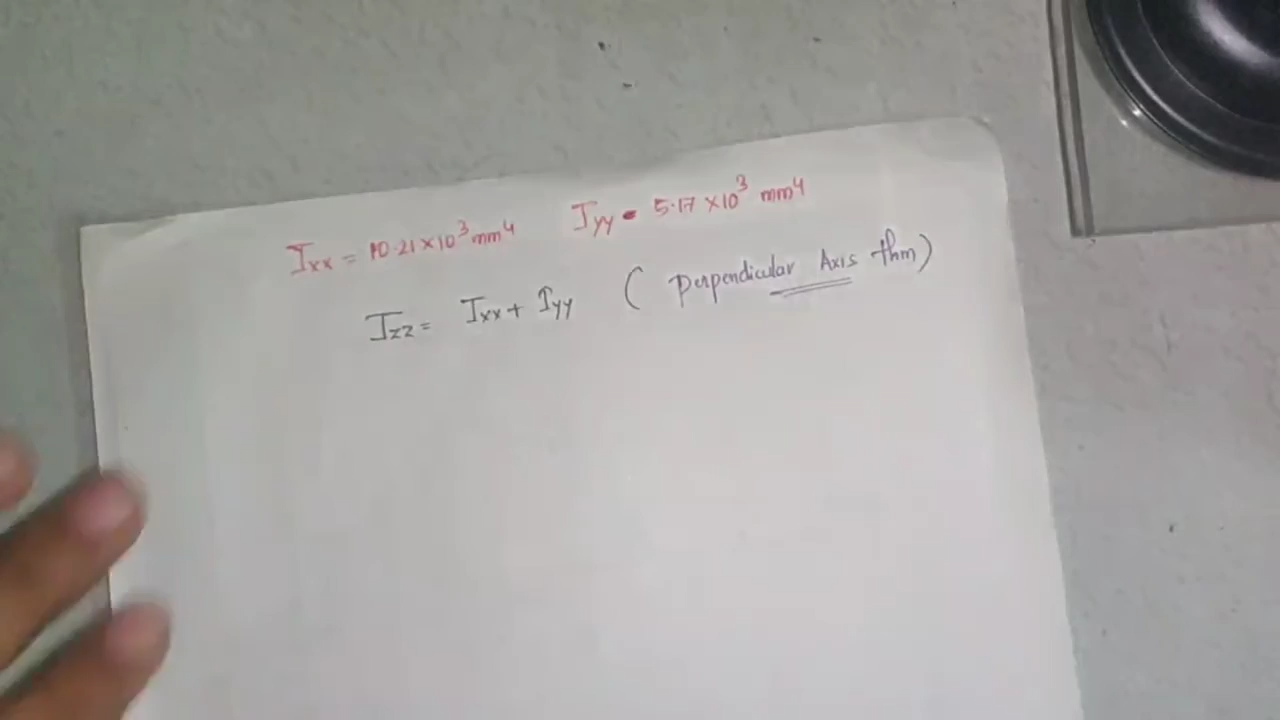 Ixx = 10.21 × 10³ mm⁴ Iyy = 5.17 × 10³ mm⁴
Izz = Ixx + Iyy ( Perpendicular Axis thm )